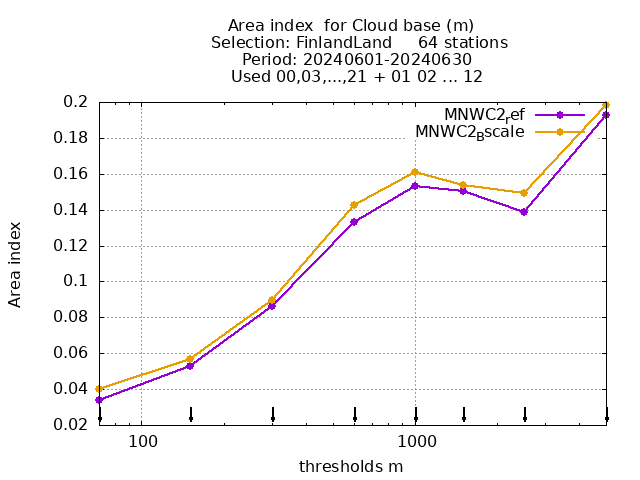 Area index  for Cloud base (m)
Selection: FinlandLand     64 stations
Period: 20240601-20240630
Used 00,03,...,21 + 01 02 ... 12
MNWC2_ref
MNWC2_Bscale
0.2
0.18
0.16
0.14
0.12
0.1
0.08
0.06
0.04
0.02
Area index
100
1000
thresholds m